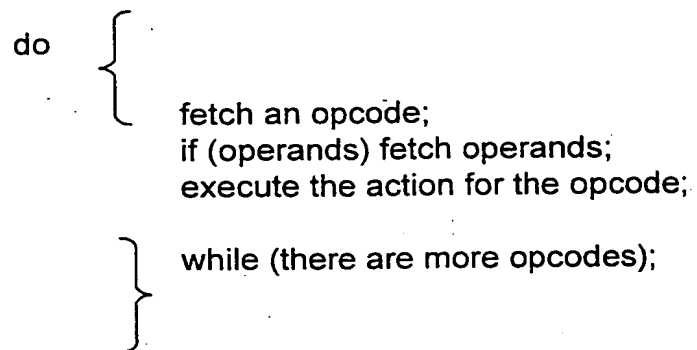 do {
fetch an opcode;
if (operands) fetch operands;
execute the action for the opcode;
} while (there are more opcodes);